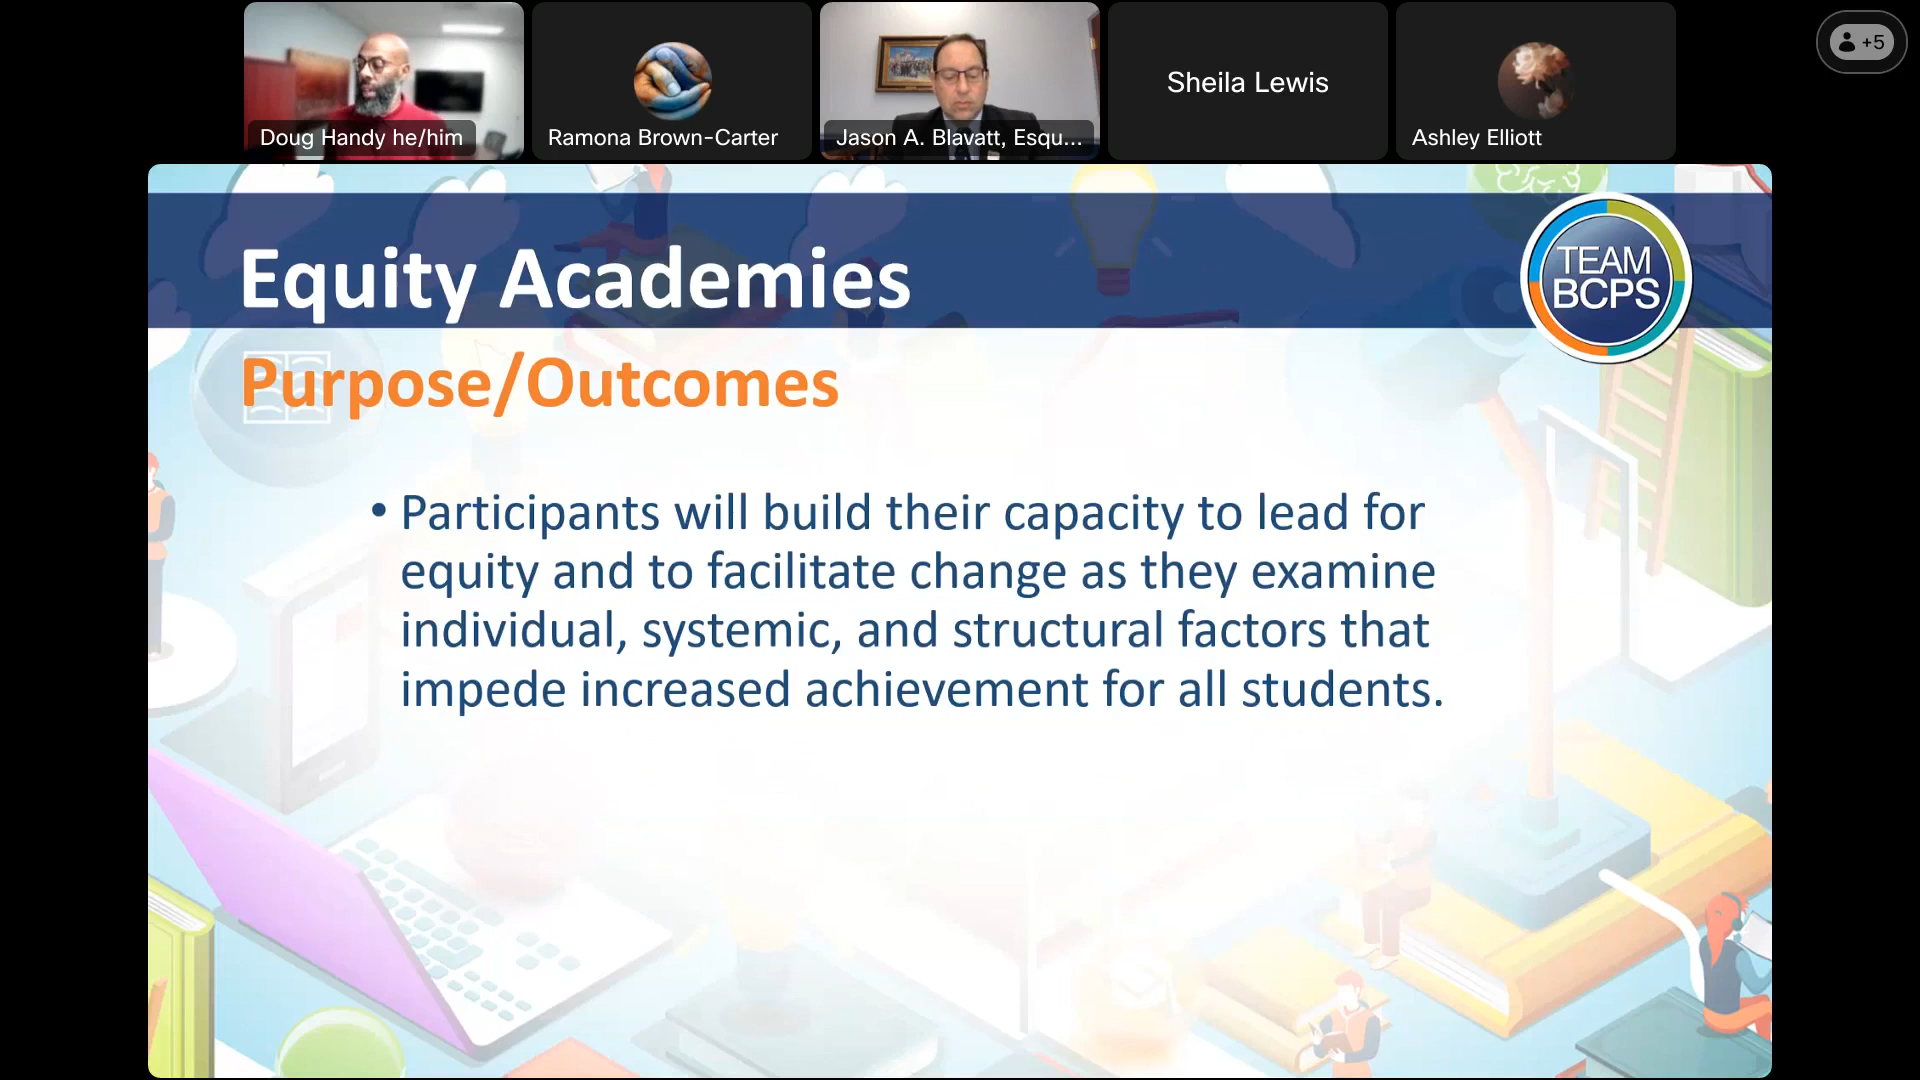 Doug Handy he/him
Ramona Brown-Carter
Jason A. Blavatt, Esqu...
Sheila Lewis
Ashley Elliott
+5
Equity Academies
TEAM
BCPS
Purpose/Outcomes
• Participants will build their capacity to lead for
equity and to facilitate change as they examine
individual, systemic, and structural factors that
impede increased achievement for all students.